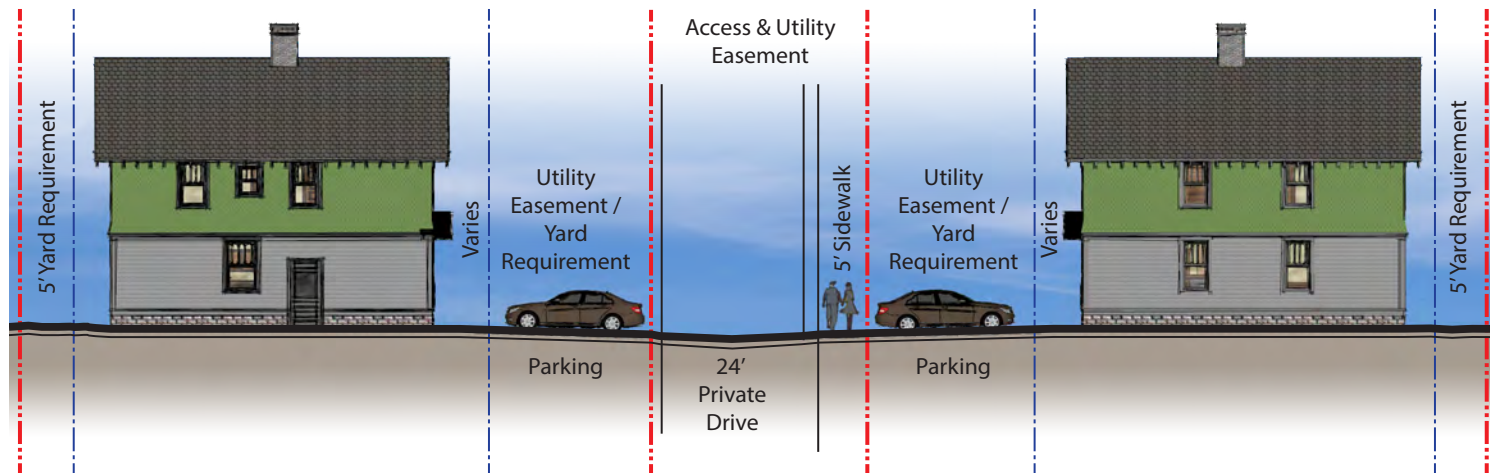 Access & Utility
Easement
5' Yard Requirement
Varies
Utility
Easement /
Yard
Requirement
5' Sidewalk
Utility
Easement /
Yard
Requirement
Varies
5' Yard Requirement
Parking
24'
Private
Drive
Parking